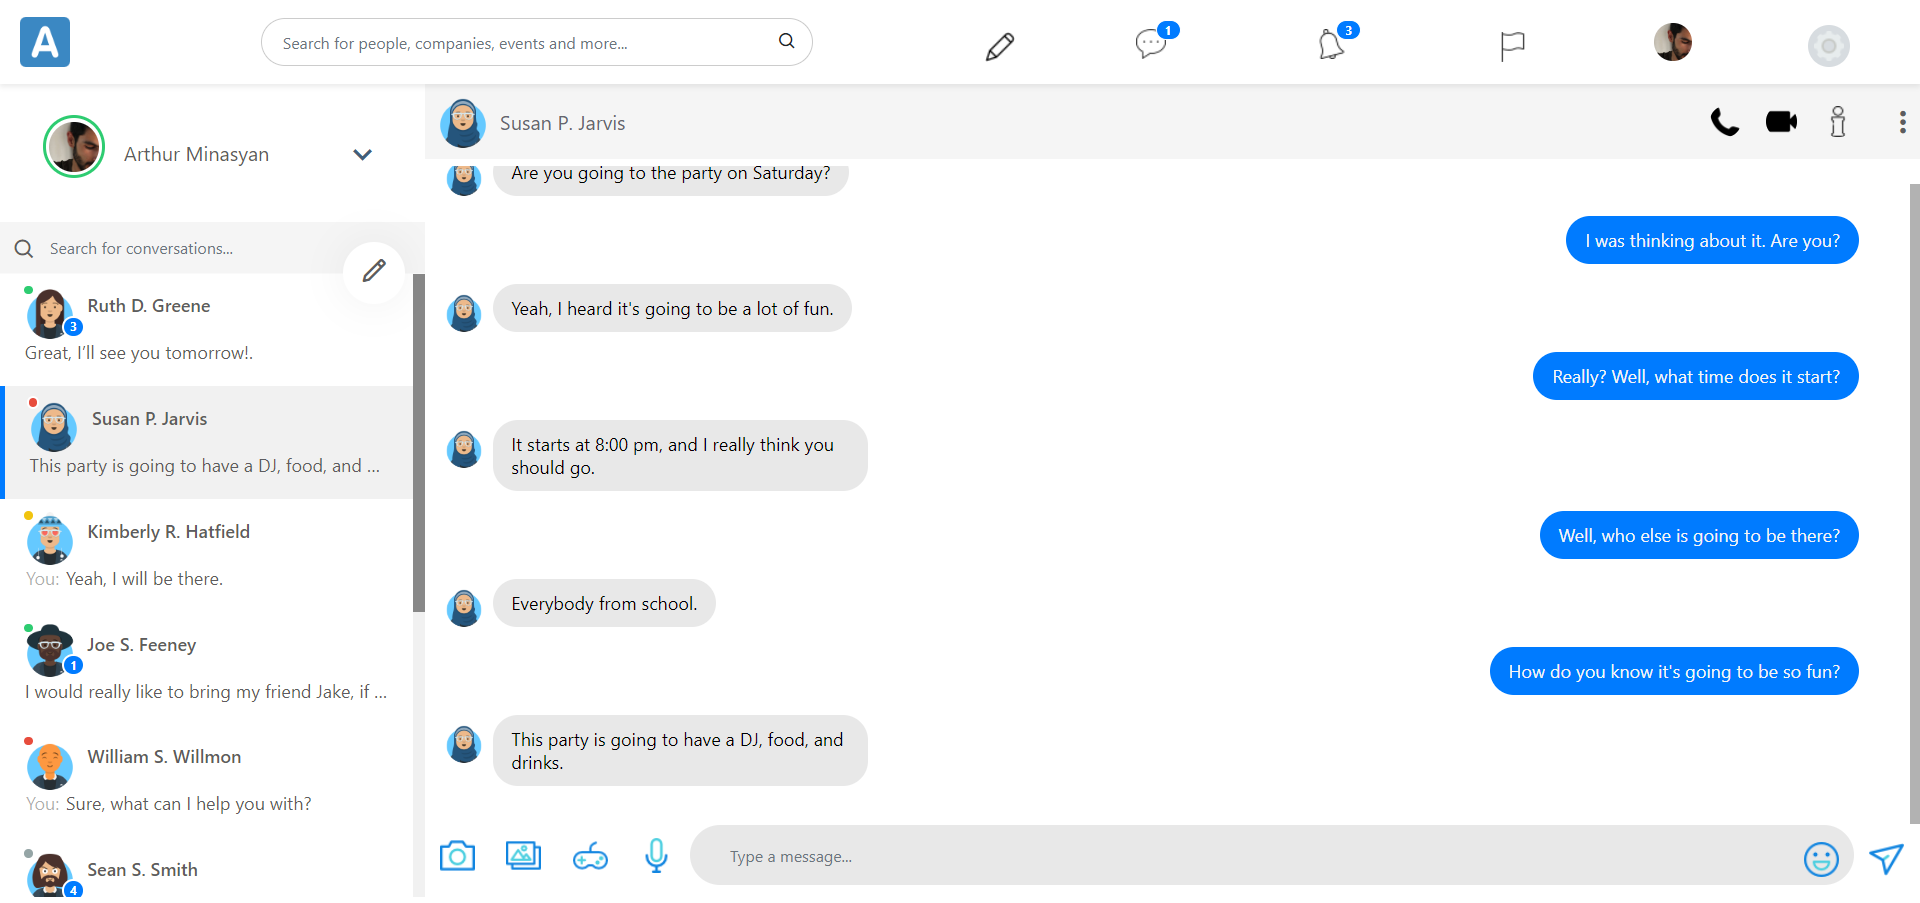 A
Search for people, companies, events and more...
1
3
Arthur Minasyan
Search for conversations...
Ruth D. Greene
3
Great, I’ll see you tomorrow!.
Susan P. Jarvis
This party is going to have a DJ, food, and ...
Kimberly R. Hatfield
You: Yeah, I will be there.
Joe S. Feeney
1
I would really like to bring my friend Jake, if ...
William S. Willmon
You: Sure, what can I help you with?
Sean S. Smith
4
Susan P. Jarvis
Are you going to the party on Saturday?
I was thinking about it. Are you?
Yeah, I heard it's going to be a lot of fun.
Really? Well, what time does it start?
It starts at 8:00 pm, and I really think you
should go.
Well, who else is going to be there?
Everybody from school.
How do you know it's going to be so fun?
This party is going to have a DJ, food, and
drinks.
Type a message...